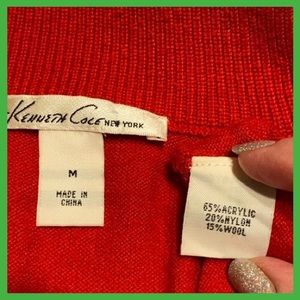 Kenneth Cole NEW YORK
M
MADE IN
CHINA
65%ACRYLIC
20%NYLON
15%WOOL